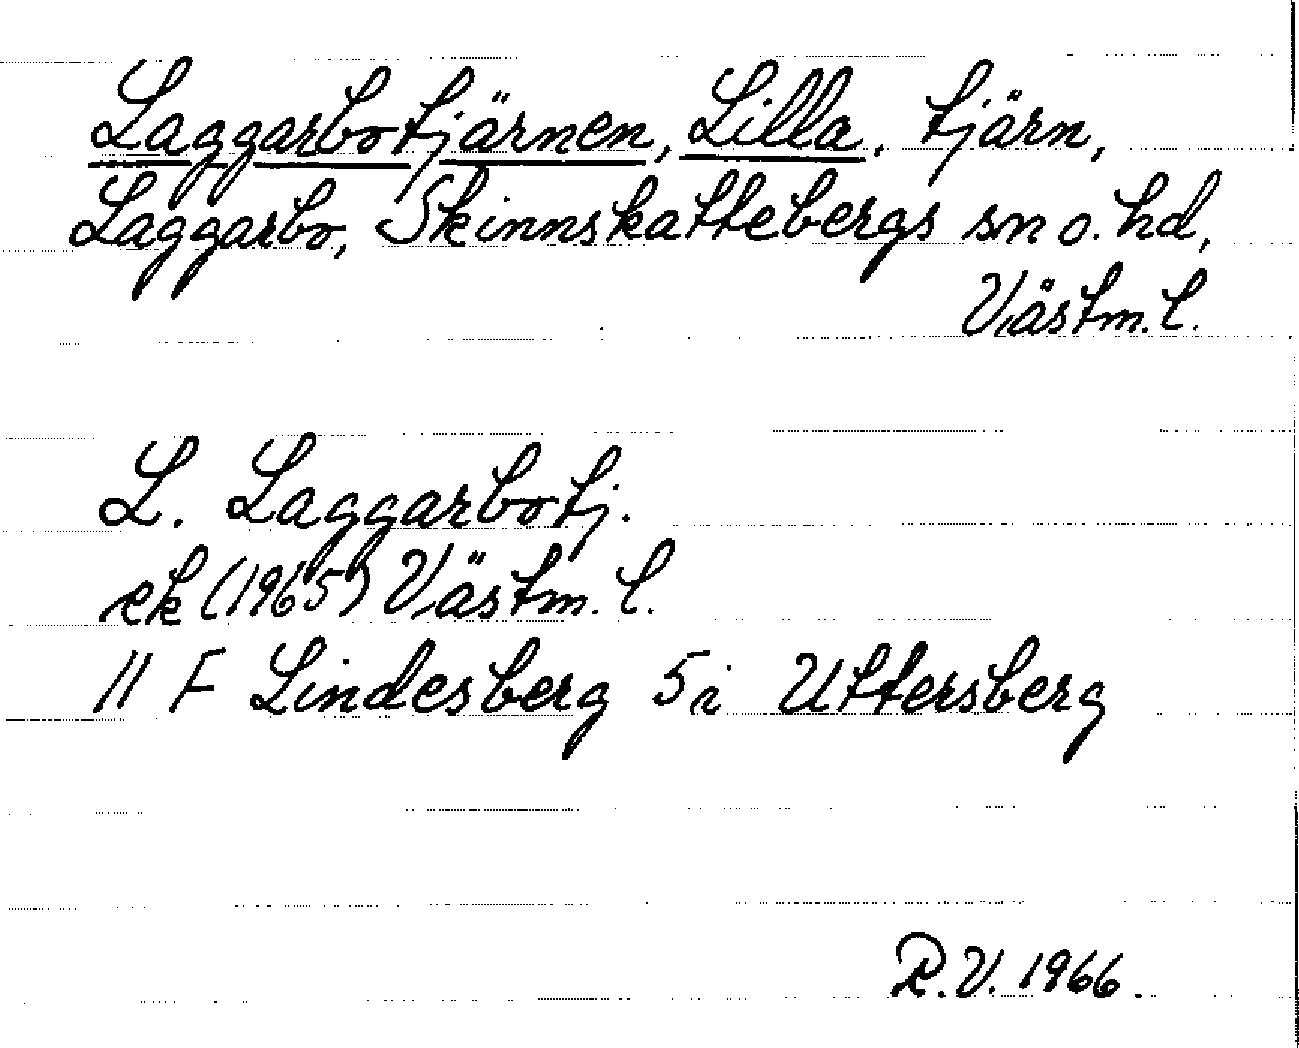 Laggarbotjärnen, Lilla, tjärn,
Laggarbo, Skinnskattebergs sn o. hd,
Västm. l.
L. Laggarbotj.
ek (1965) Västm. l.
11 F Lindesberg 5 i Uttersberg
R.V. 1966.